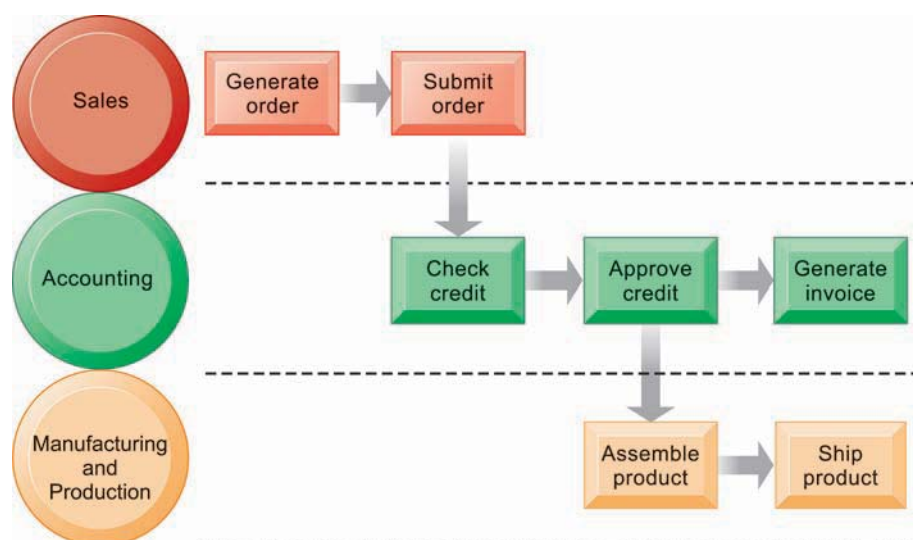 Sales
Generate
order
Submit
order
Accounting
Check
credit
Approve
credit
Generate
invoice
Manufacturing
and
Production
Assemble
product
Ship
product